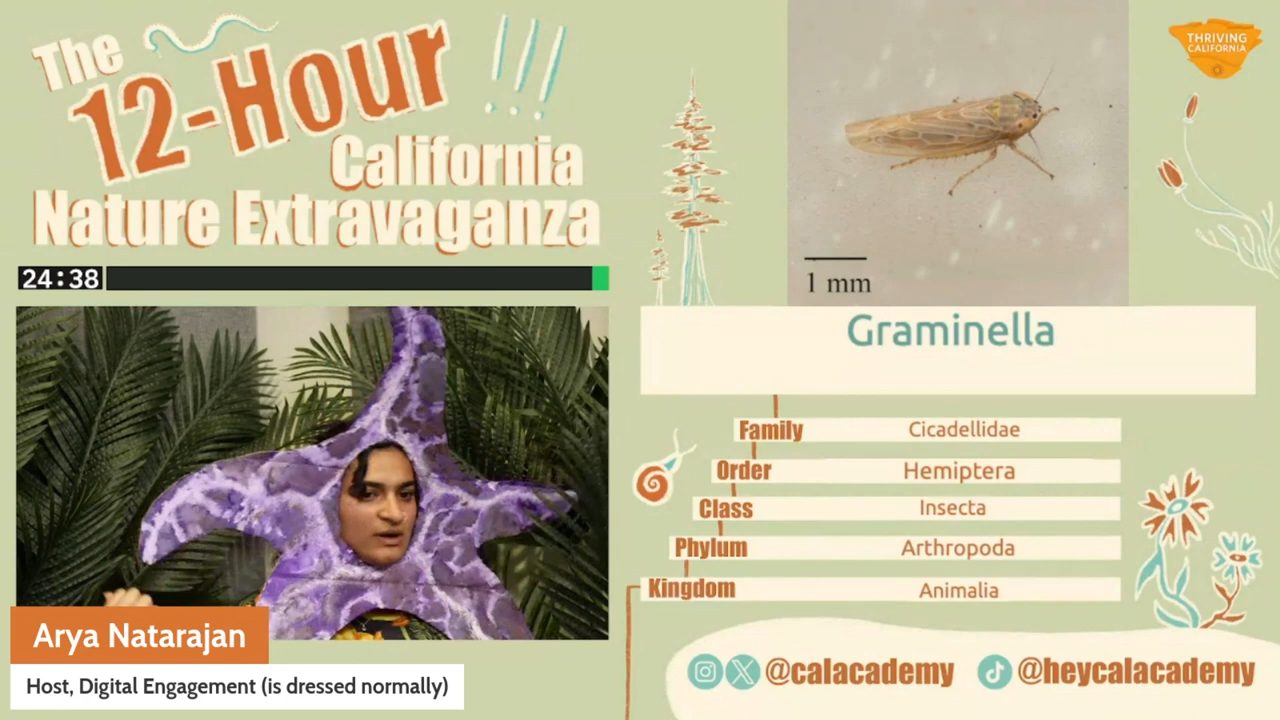 The
12-Hour !!!
California
Nature Extravaganza
24:38
Arya Natarajan
Host, Digital Engagement (is dressed normally)
THRIVING
CALIFORNIA
1 mm
Graminella
Family Cicadellidae
Order Hemiptera
Class Insecta
Phylum Arthropoda
Kingdom Animalia
@calacademy @heycalacademy